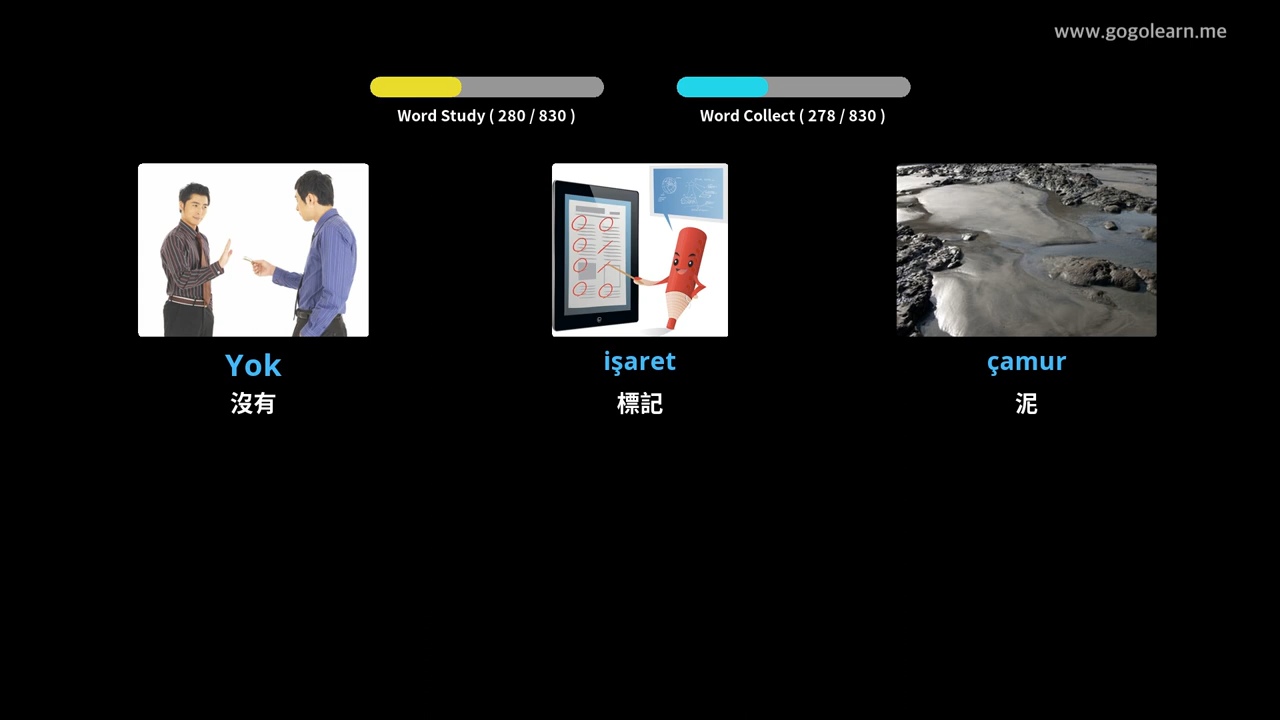 www.gogolearn.me
Word Study ( 280 / 830 )
Word Collect ( 278 / 830 )
Yok
işaret
çamur
沒有
標記
泥